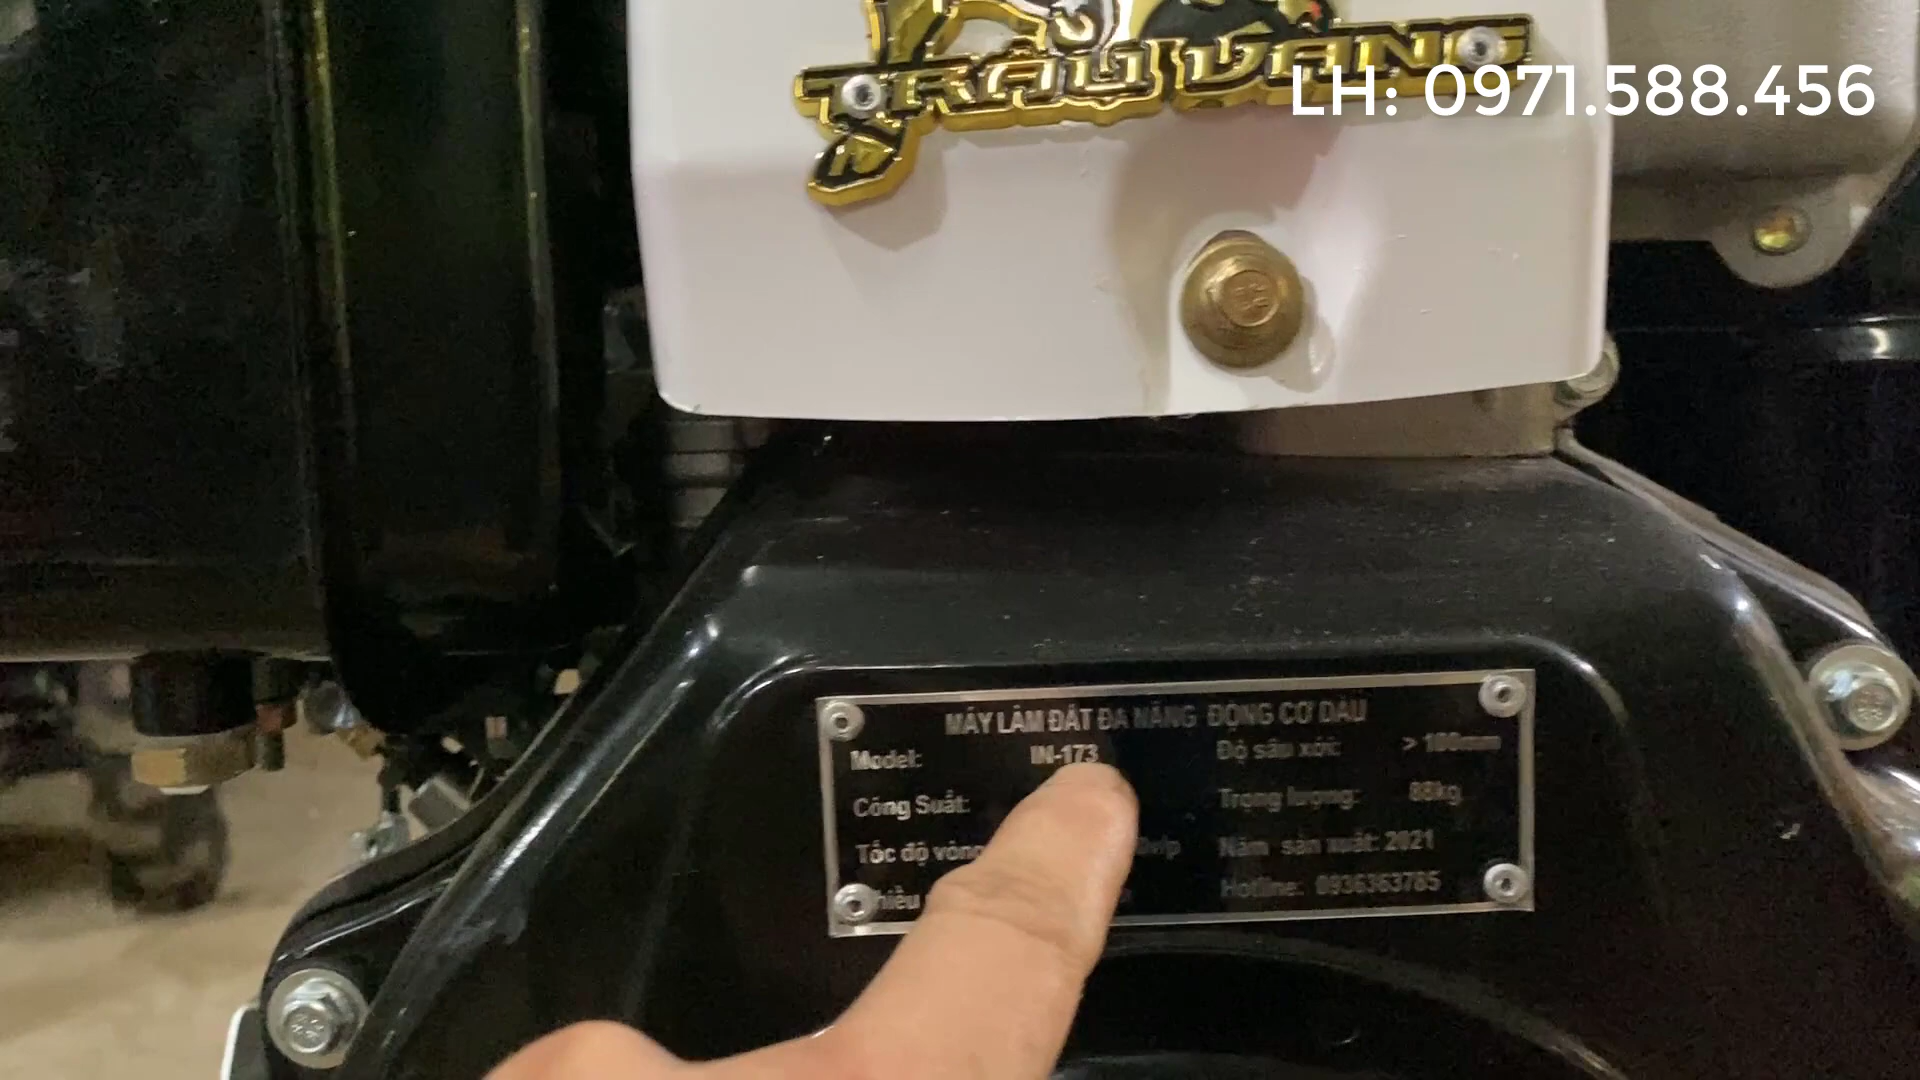 TRÂU VÀNG
LH: 0971.588.456
MÁY LÀM ĐẤT ĐA NĂNG ĐỘNG CƠ DẦU
Model: IN-173
Độ sâu xới: > 100mm
Công Suất:
Trọng lượng: 88kg
Tốc độ vòng
v/p
Năm sản xuất: 2021
Hotline: 0936363785